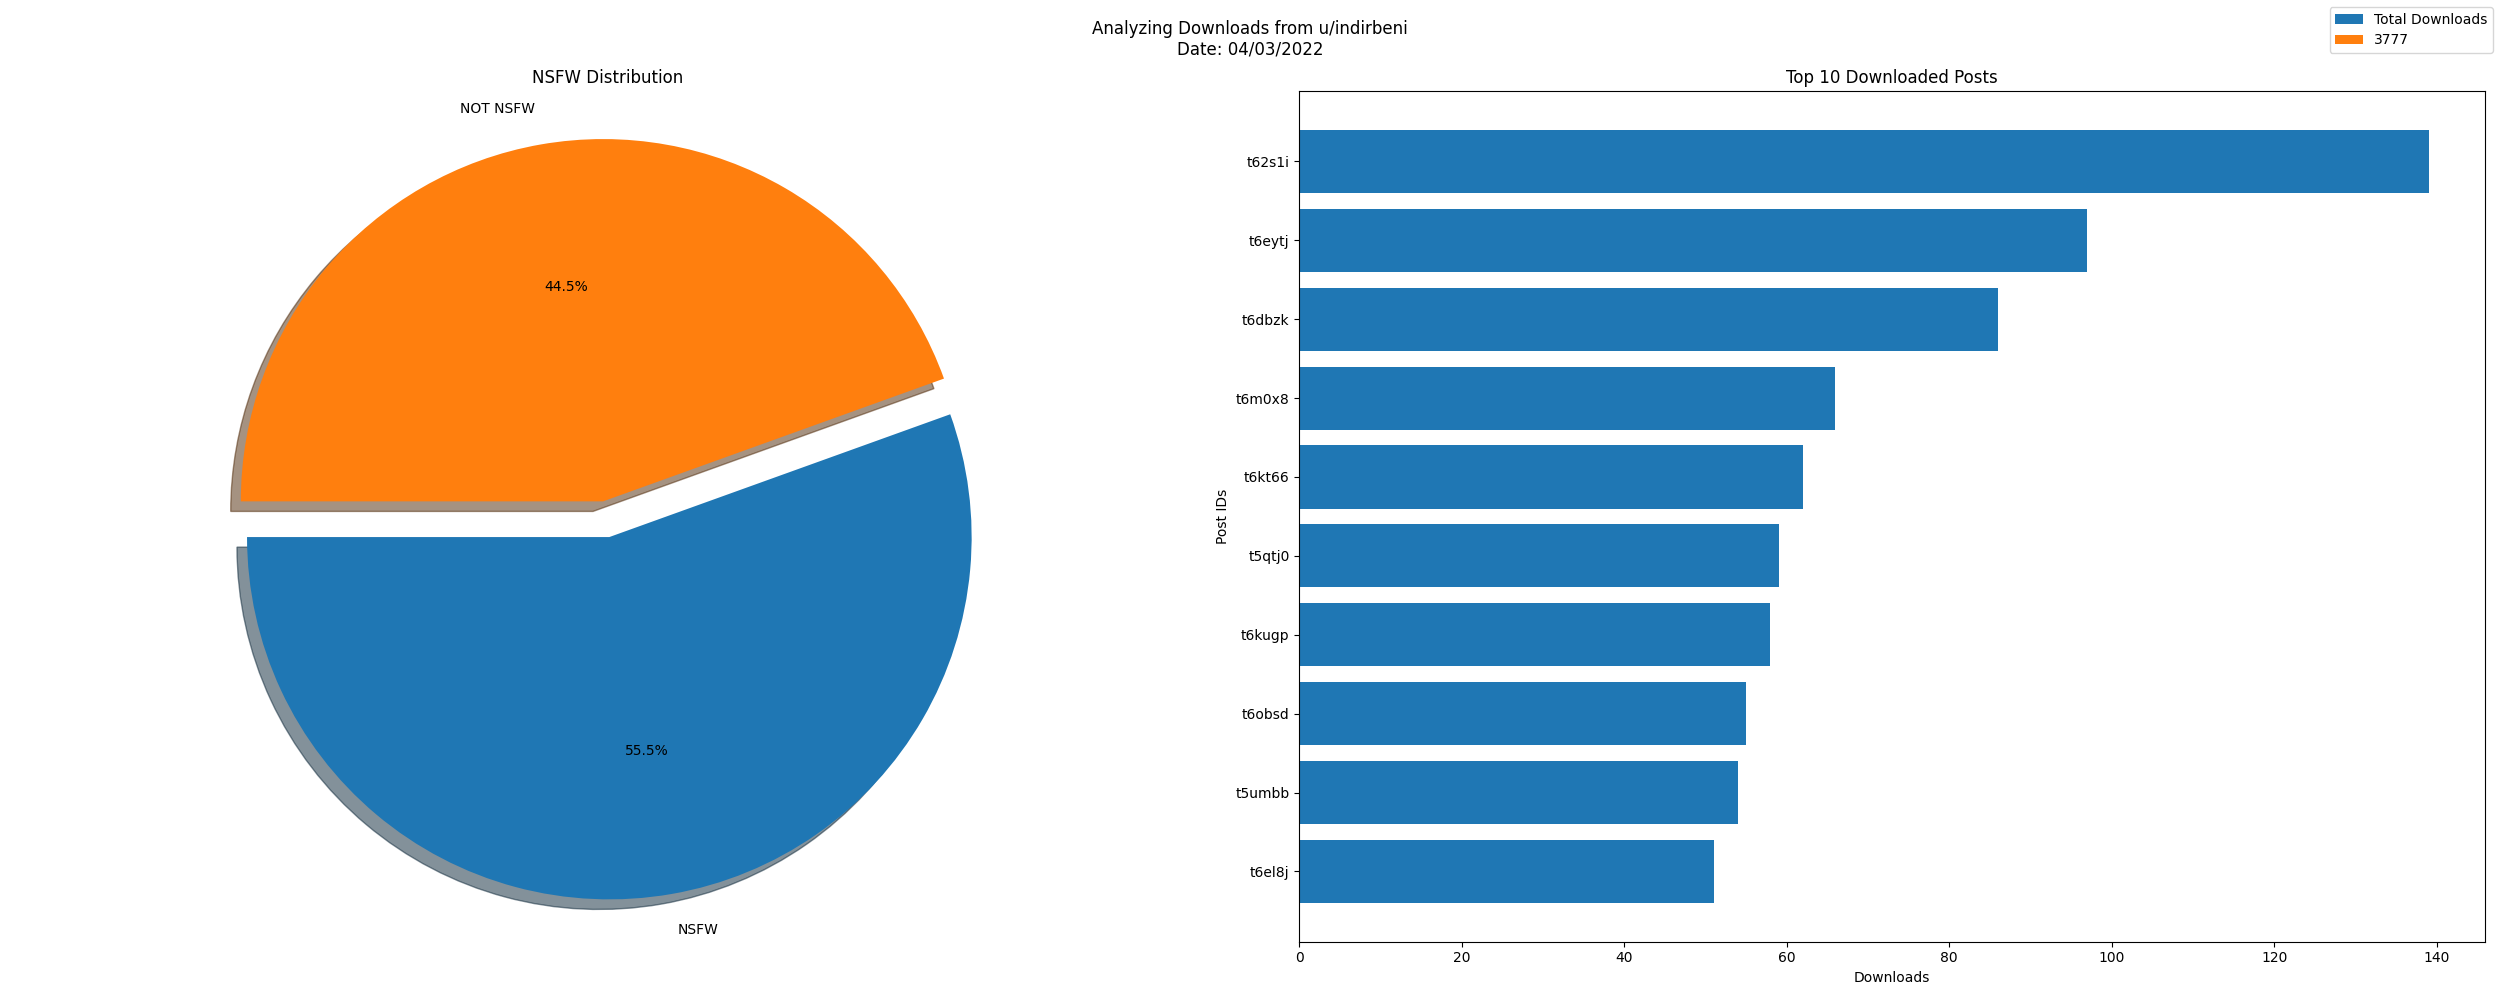 Analyzing Downloads from u/indirbeni
Date: 04/03/2022
Total Downloads
3777
NSFW Distribution
NOT NSFW
44.5%
55.5%
NSFW
Top 10 Downloaded Posts
Post IDs
t62s1i
t6eytj
t6dbzk
t6m0x8
t6kt66
t5qtj0
t6kugp
t6obsd
t5umbb
t6el8j
0 20 40 60 80 100 120 140
Downloads